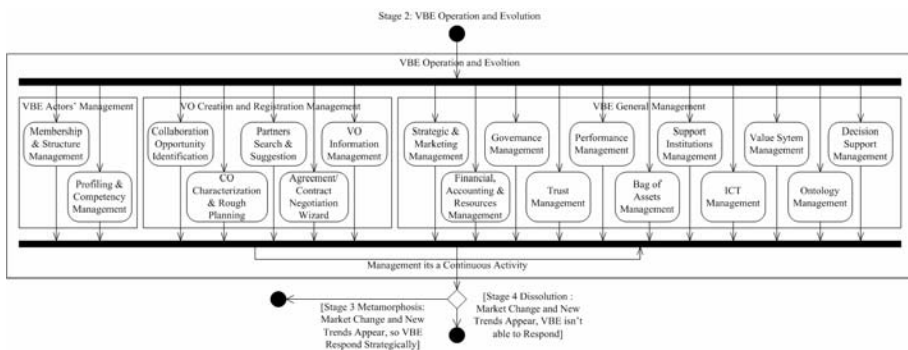 Stage 2: VBE Operation and Evolution
VBE Operation and Evoltion
VBE Actors' Management
VO Creation and Registration Management
VBE General Management
Membership
& Structure
Management
Profiling &
Competency
Management
Collaboration
Opportunity
Identification
CO
Characterization
& Rough
Planning
Partners
Search &
Suggestion
Agreement/
Contract
Negotiation
Wizard
VO
Information
Management
Strategic &
Marketing
Management
Financial,
Accounting &
Resources
Management
Governance
Management
Trust
Management
Performance
Management
Bag of
Assets
Management
Support
Institutions
Management
ICT
Management
Value Sytem
Management
Ontology
Management
Decision
Support
Management
Management its a Continuous Activity
[Stage 3 Metamorphosis:
Market Change and New
Trends Appear, so VBE
Respond Strategically]
[Stage 4 Dissolution :
Market Change and New
Trends Appear, VBE isn't
able to Respond]